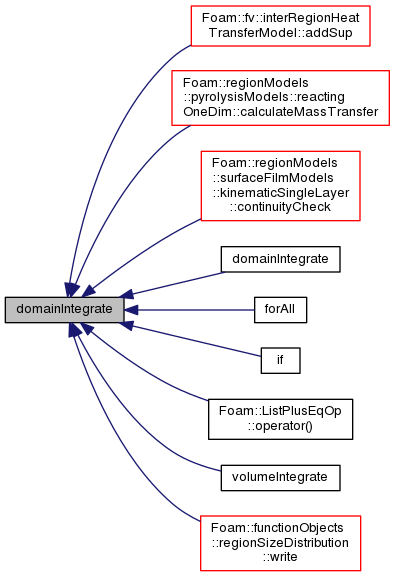 Foam::fv::interRegionHeat
TransferModel::addSup
Foam::regionModels
::pyrolysisModels::reacting
OneDim::calculateMassTransfer
Foam::regionModels
::surfaceFilmModels
::kinematicSingleLayer
::continuityCheck
domainIntegrate
domainIntegrate
forAll
if
Foam::ListPlusEqOp
::operator()
volumeIntegrate
Foam::functionObjects
::regionSizeDistribution
::write